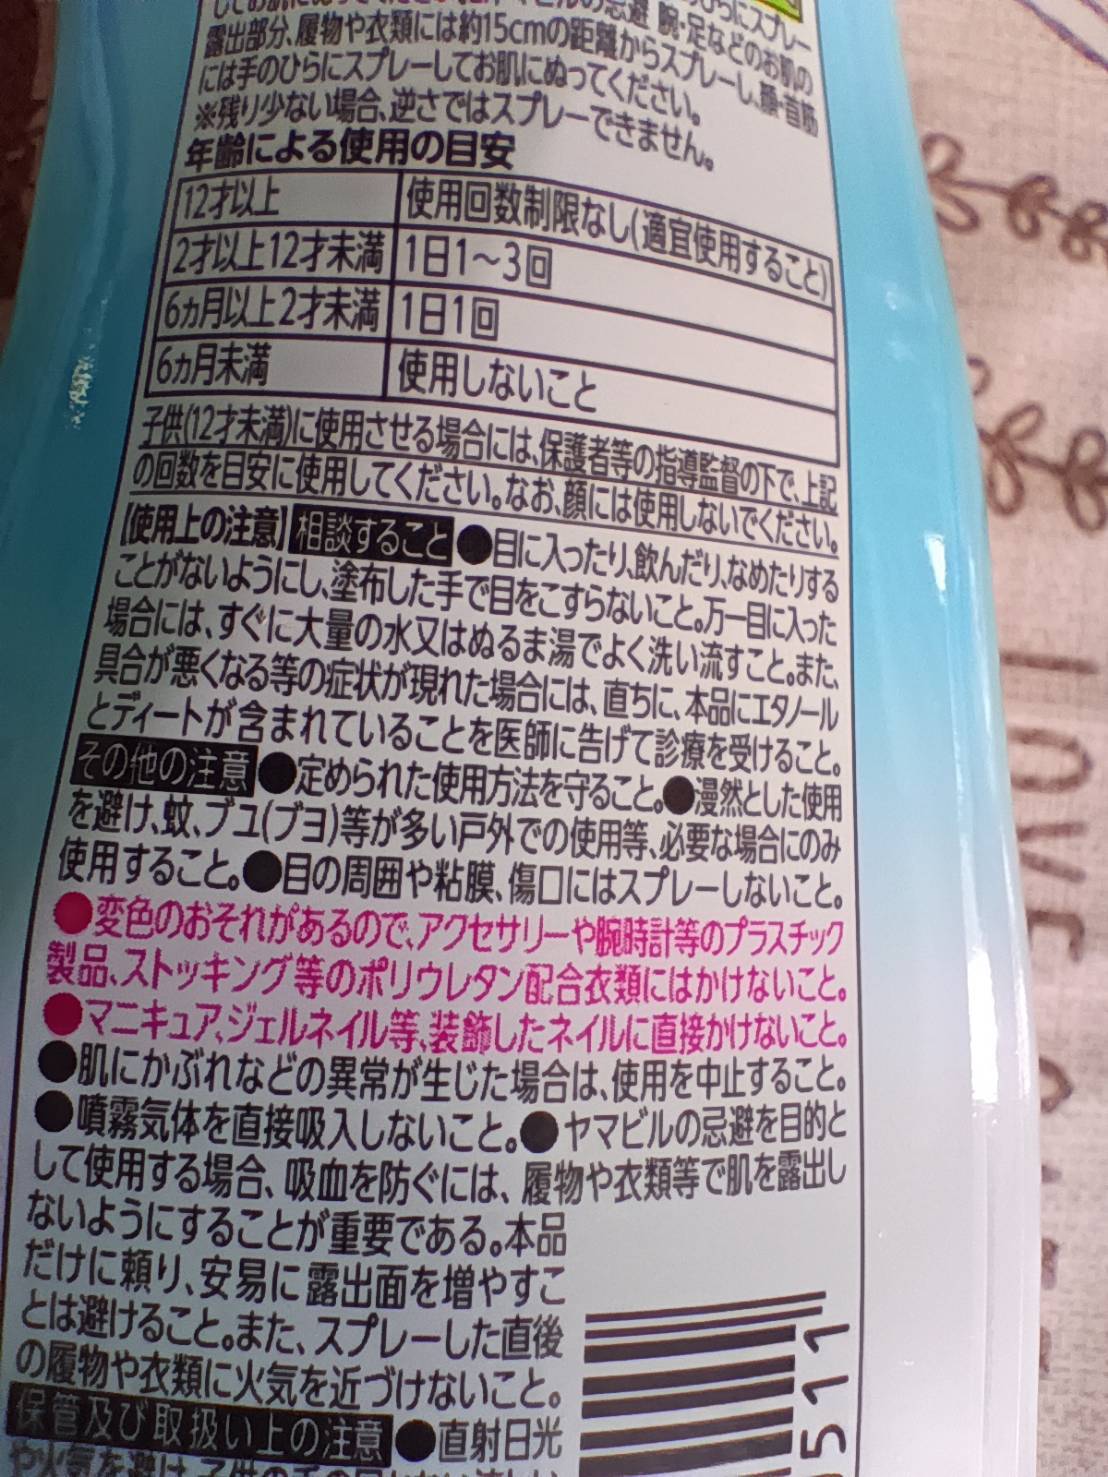 ヤマビルの忌避 腕・足などのお肌の
露出部分、履物や衣類には約15cmの距離からスプレーし、顔・首筋
には手のひらにスプレーしてお肌にぬってください。
※残り少ない場合、逆さではスプレーできません。
年齢による使用の目安
12才以上 使用回数制限なし(適宜使用すること)
2才以上12才未満 1日1〜3回
6ヵ月以上2才未満 1日1回
6ヵ月未満 使用しないこと
子供(12才未満)に使用させる場合には、保護者等の指導監督の下で、上記
の回数を目安に使用してください。なお、顔には使用しないでください。
【使用上の注意】 相談すること ●目に入ったり、飲んだり、なめたりする
ことがないようにし、塗布した手で目をこすらないこと。万一目に入った
場合には、すぐに大量の水又はぬるま湯でよく洗い流すこと。また、
具合が悪くなる等の症状が現れた場合には、直ちに、本品にエタノール
とディートが含まれていることを医師に告げて診療を受けること。
その他の注意 ●定められた使用方法を守ること。●漫然とした使用
を避け、蚊、ブユ(ブヨ)等が多い戸外での使用等、必要な場合にのみ
使用すること。●目の周囲や粘膜、傷口にはスプレーしないこと。
●変色のおそれがあるので、アクセサリーや腕時計等のプラスチック
製品、ストッキング等のポリウレタン配合衣類にはかけないこと。
●マニキュア、ジェルネイル等、装飾したネイルに直接かけないこと。
●肌にかぶれなどの異常が生じた場合は、使用を中止すること。
●噴霧気体を直接吸入しないこと。●ヤマビルの忌避を目的と
して使用する場合、吸血を防ぐには、履物や衣類等で肌を露出し
ないようにすることが重要である。本品
だけに頼り、安易に露出面を増やすこ
とは避けること。また、スプレーした直後
の履物や衣類に火気を近づけないこと。
保管及び取扱い上の注意 ●直射日光
や火気を避け、子供の手の
511